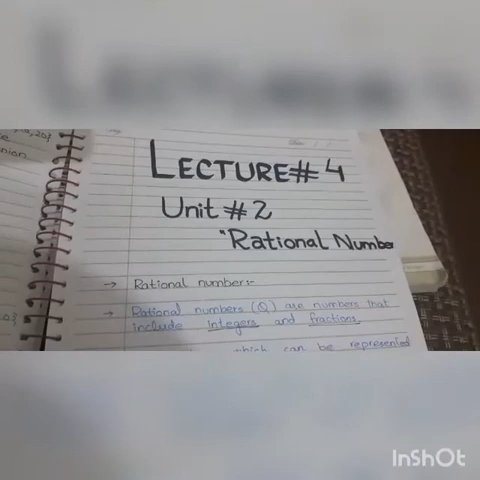 LECTURE#4
Unit #2
"Rational Number
→ Rational numbers:-
→ Rational numbers (Q) are numbers that
include integers and fractions.
which can be represented
nion.
InShOt